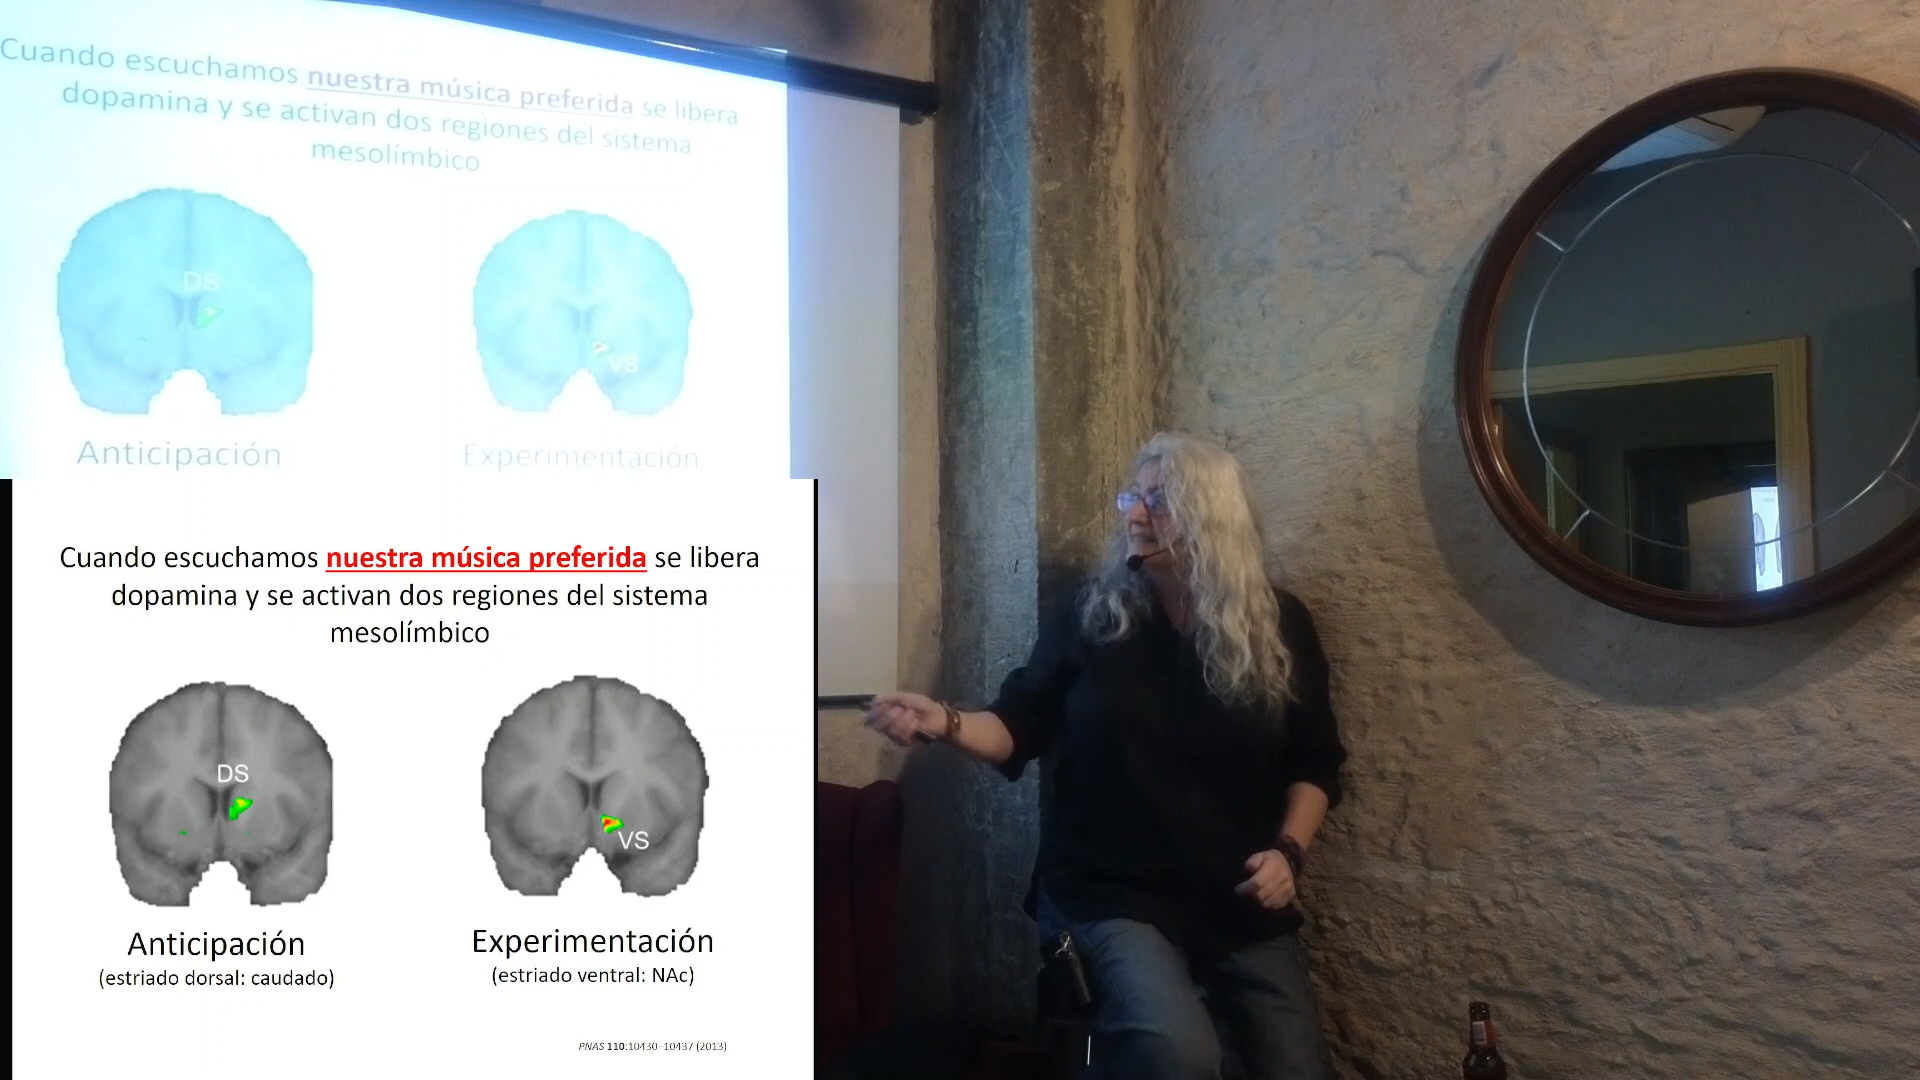 Cuando escuchamos nuestra música preferida se libera
dopamina y se activan dos regiones del sistema
mesolímbico
DS
VS
Anticipación
Experimentación
Cuando escuchamos nuestra música preferida se libera
dopamina y se activan dos regiones del sistema
mesolímbico
DS
VS
Anticipación
(estriado dorsal: caudado)
Experimentación
(estriado ventral: NAc)
PNAS 110:10430–10437 (2013)